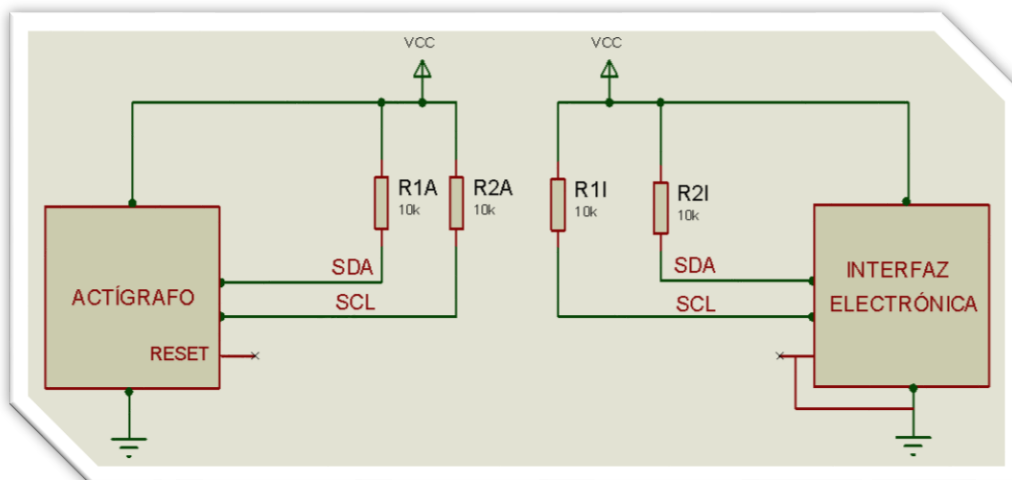 VCC
VCC
R1A
10k
R2A
10k
R1I
10k
R2I
10k
SDA
SCL
ACTÍGRAFO
RESET
SDA
SCL
INTERFAZ
ELECTRÓNICA